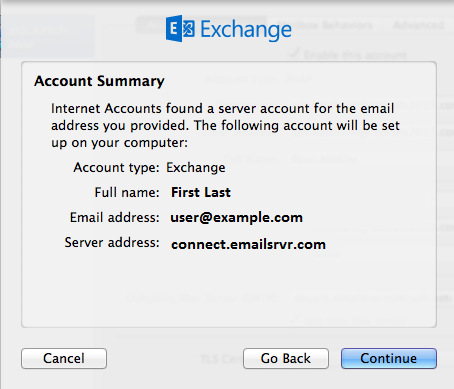 Exchange
Account Summary
Internet Accounts found a server account for the email
address you provided. The following account will be set
up on your computer:
Account type: Exchange
Full name: First Last
Email address: user@example.com
Server address: connect.emailsrvr.com
Cancel Go Back Continue